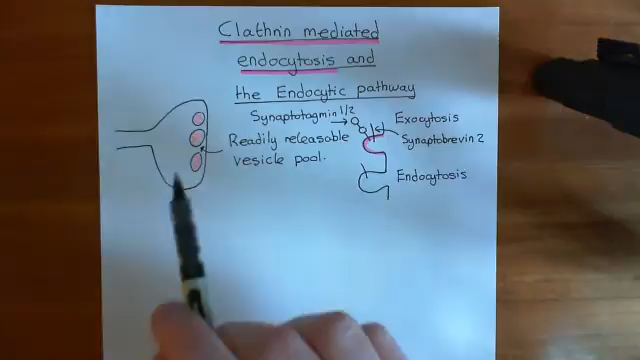 Clathrin mediated
endocytosis and
the Endocytic pathway
Synaptotagmin 1/2
Exocytosis
Synaptobrevin 2
Readily releasable
vesicle pool.
Endocytosis